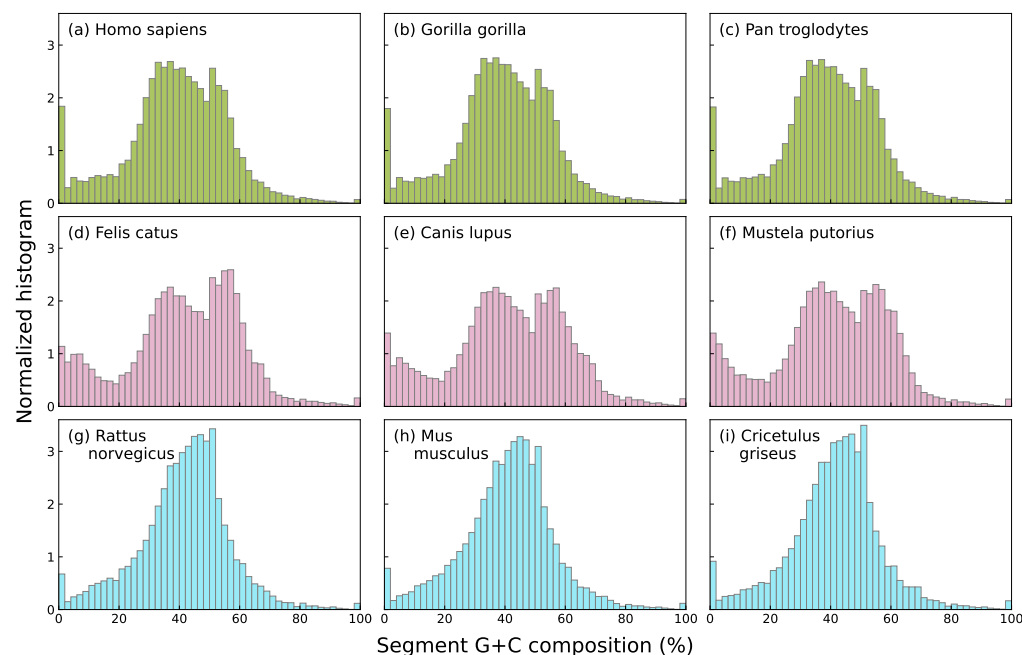 (a) Homo sapiens
(b) Gorilla gorilla
(c) Pan troglodytes
3
2
1
0
(d) Felis catus
(e) Canis lupus
(f) Mustela putorius
3
2
1
0
Normalized histogram
(g) Rattus
norvegicus
(h) Mus
musculus
(i) Cricetulus
griseus
3
2
1
0
0 20 40 60 80 100 0 20 40 60 80 100 0 20 40 60 80 100
Segment G+C composition (%)